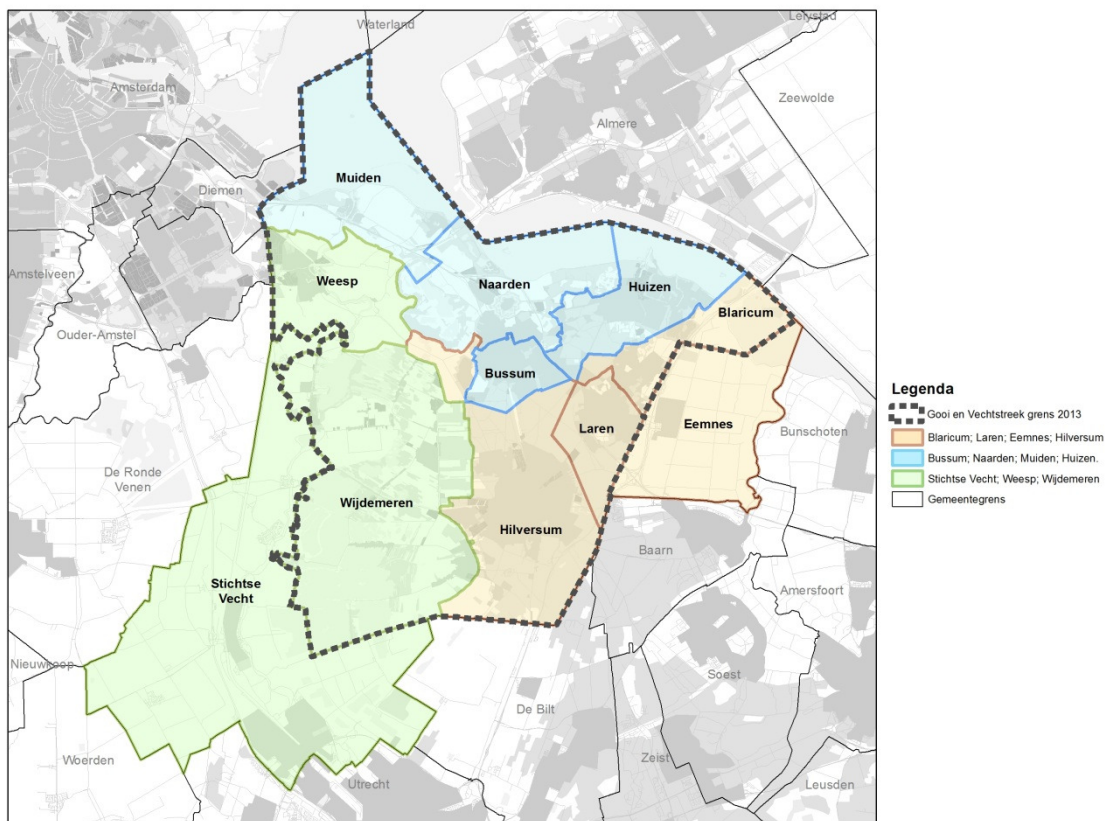 Waterland
Lelystad
Amsterdam
Zeewolde
Almere
Muiden
Diemen
Amstelveen
Weesp
Naarden
Huizen
Blaricum
Ouder-Amstel
Bussum
Laren
Eemnes
Bunschoten
De Ronde
Venen
Wijdemeren
Hilversum
Baarn
Stichtse
Vecht
Amersfoort
Nieuwkoop
Soest
De Bilt
Woerden
Zeist
Utrecht
Leusden
Legenda
Gooi en Vechtstreek grens 2013
Blaricum; Laren; Eemnes; Hilversum
Bussum; Naarden; Muiden; Huizen.
Stichtse Vecht; Weesp; Wijdemeren
Gemeentegrens